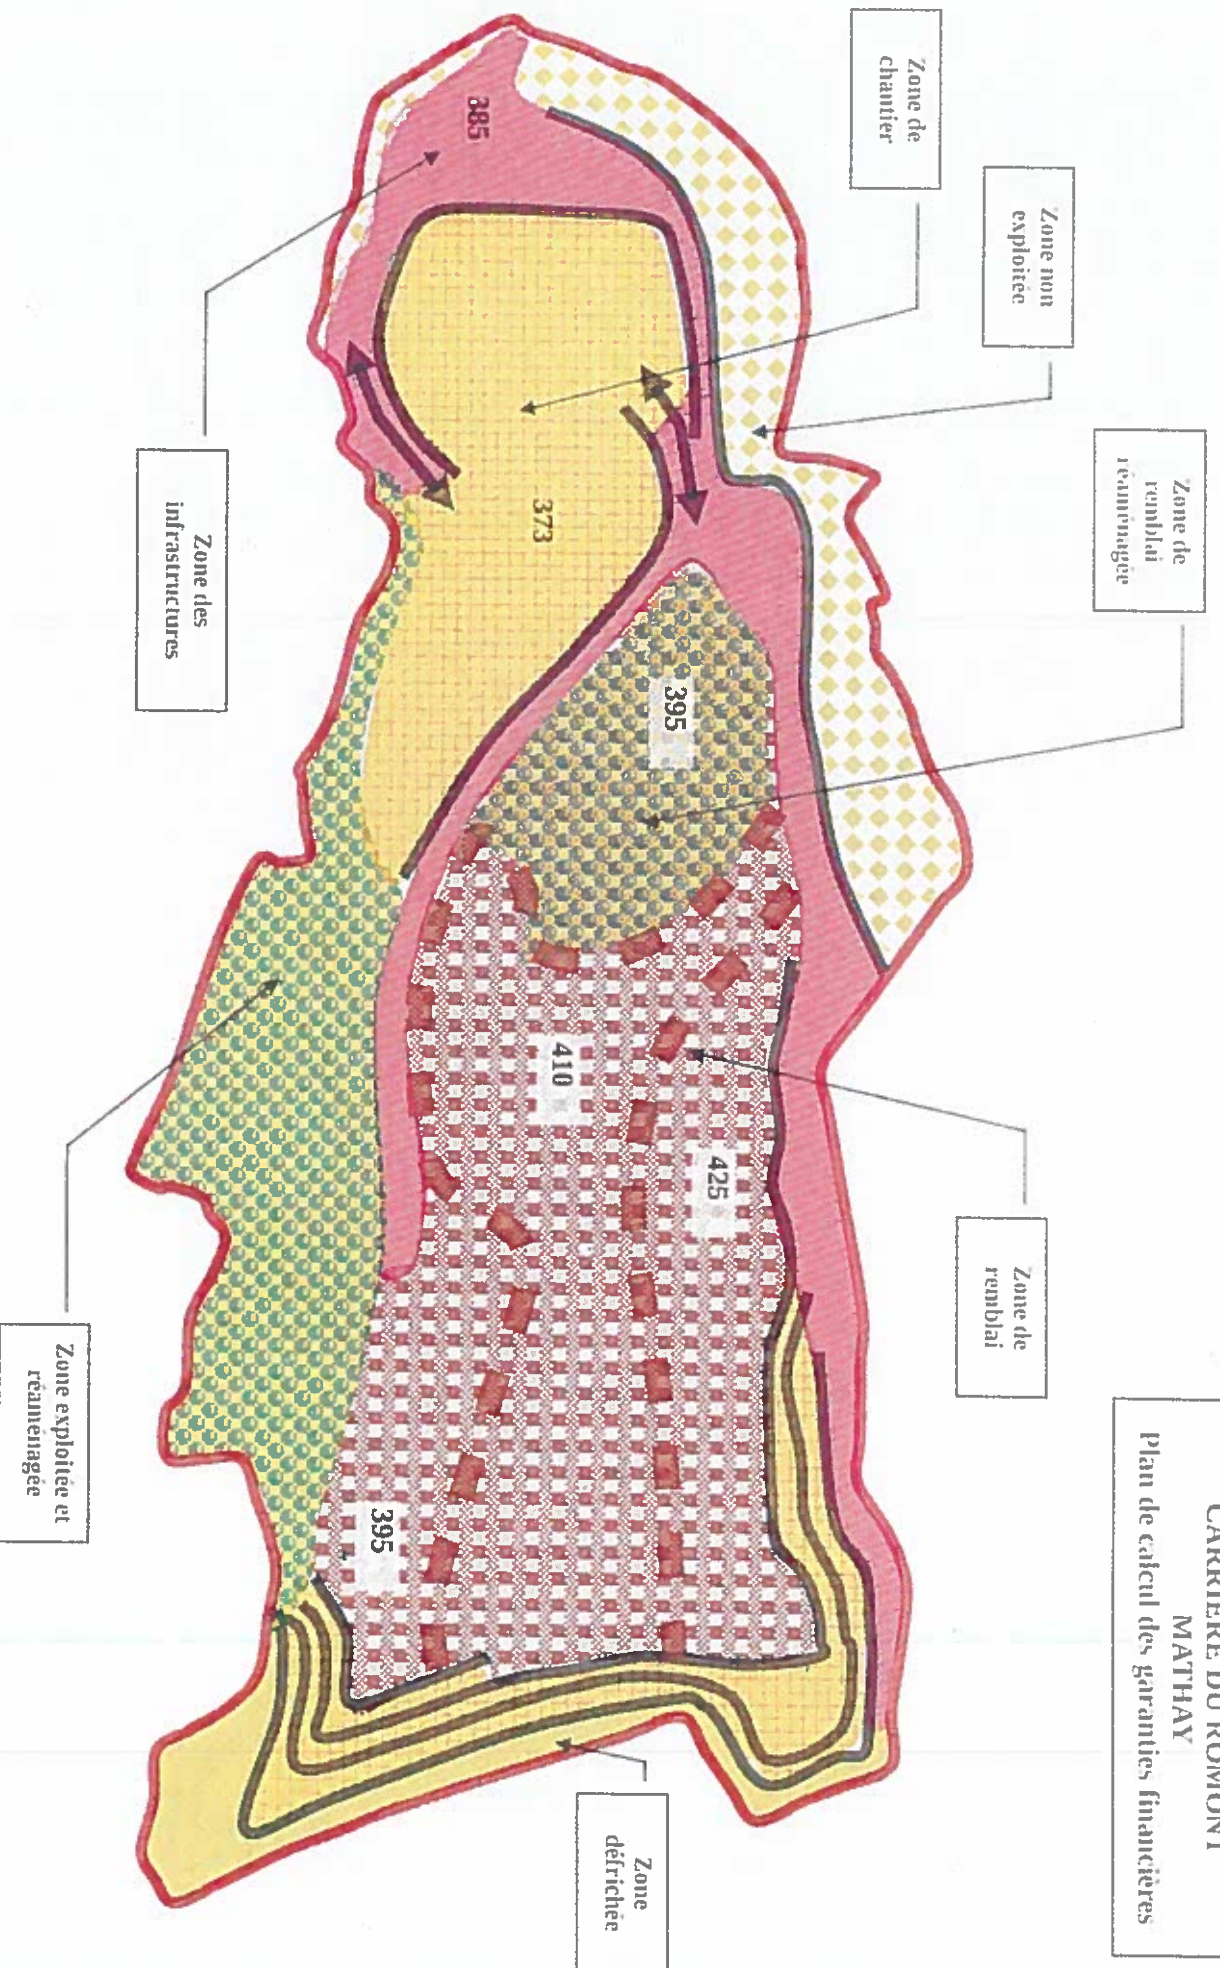 CARRIERE DU ROMONT
MATHAY
Plan de calcul des garanties financières
Zone de
chantier
Zone non
exploitée
Zone de
remblai
réaménagée
Zone de
remblai
385
373
395
410
425
395
Zone des
infrastructures
Zone exploitée et
réaménagée
Zone
défrichée